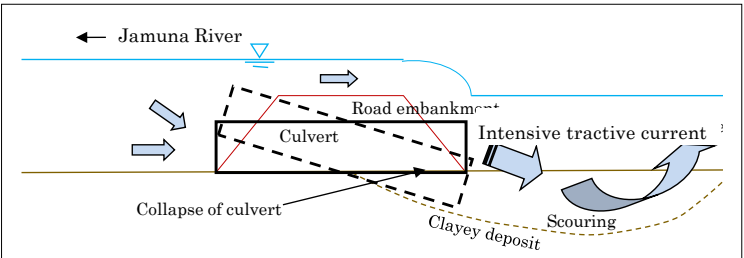 Jamuna River
Road embankment
Culvert
Intensive tractive current
Collapse of culvert
Scouring
Clayey deposit